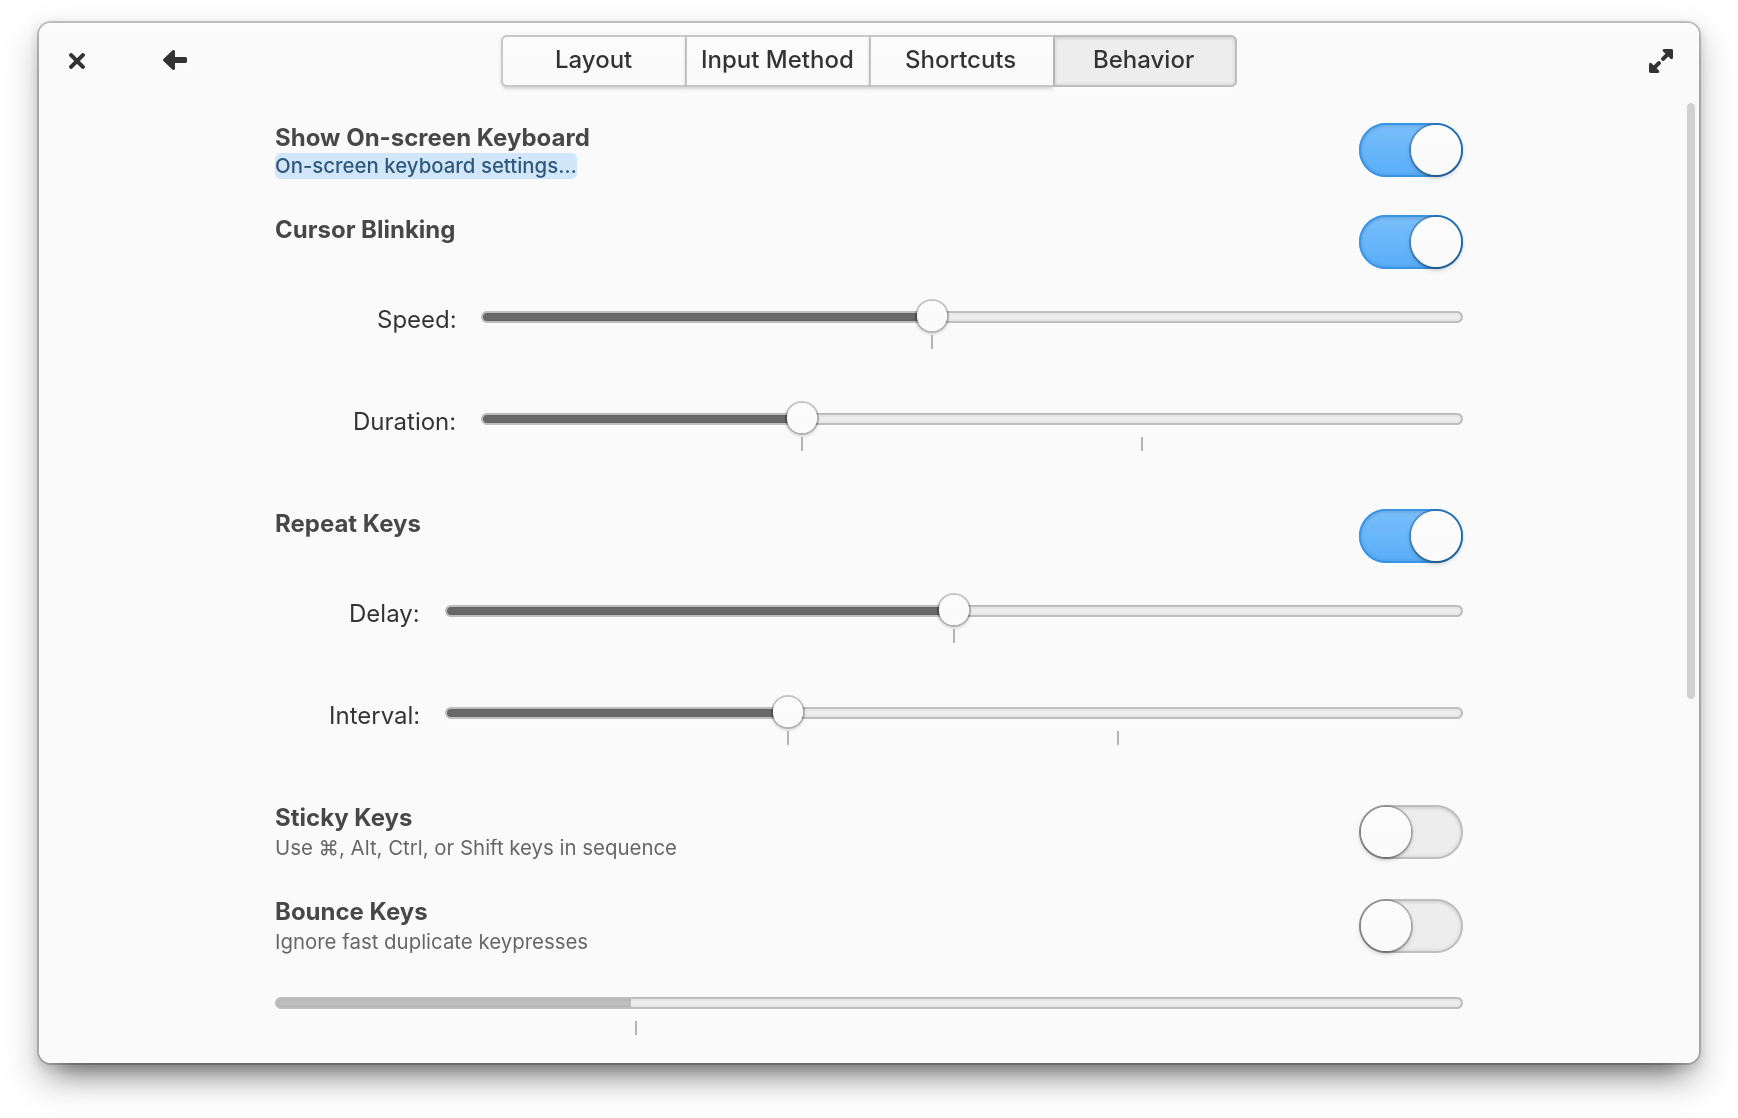 Layout
Input Method
Shortcuts
Behavior
Show On-screen Keyboard
On-screen keyboard settings…
Cursor Blinking
Speed:
Duration:
Repeat Keys
Delay:
Interval:
Sticky Keys
Use ⌘, Alt, Ctrl, or Shift keys in sequence
Bounce Keys
Ignore fast duplicate keypresses